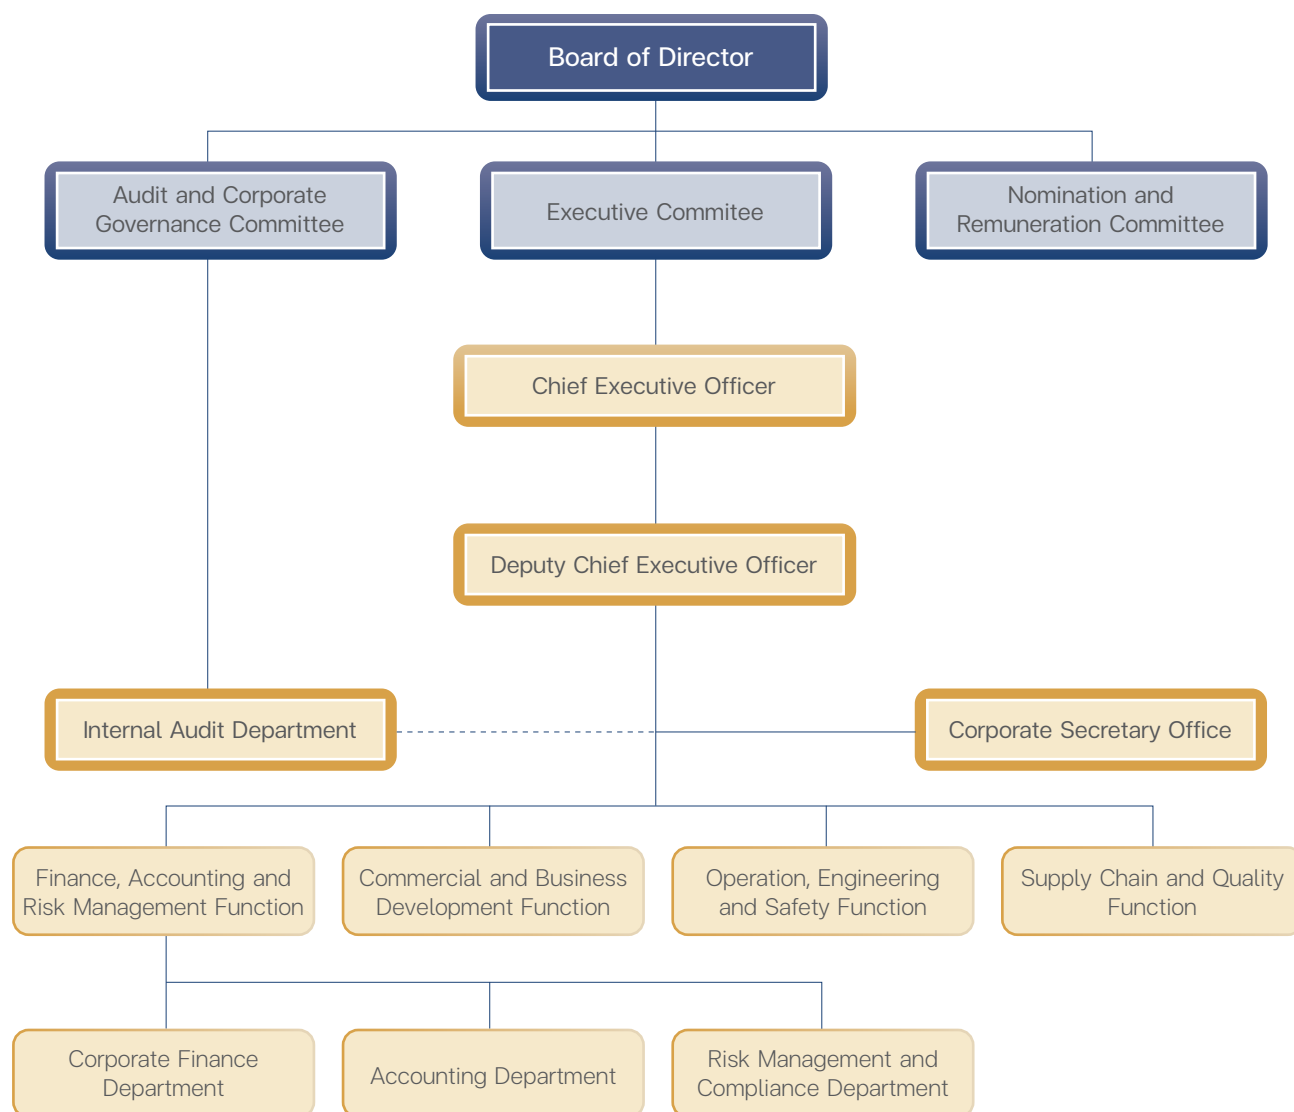 Board of Director
Audit and Corporate
Governance Committee
Executive Commitee
Nomination and
Remuneration Committee
Chief Executive Officer
Deputy Chief Executive Officer
Internal Audit Department
Corporate Secretary Office
Finance, Accounting and
Risk Management Function
Commercial and Business
Development Function
Operation, Engineering
and Safety Function
Supply Chain and Quality
Function
Corporate Finance
Department
Accounting Department
Risk Management and
Compliance Department